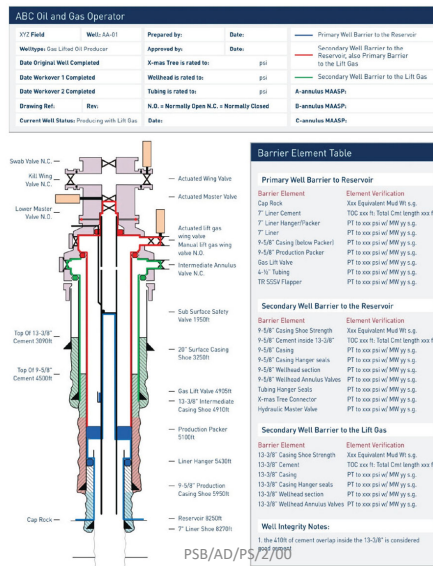 ABC Oil and Gas Operator
XYZ Field
Well: AA-01
Prepared by:
Date:
Primary Well Barrier to the Reservoir
Welltype: Gas Lifted Oil Producer
Approved by:
Date:
Secondary Well Barrier to the
Reservoir, also Primary Barrier
to the Lift Gas
Date Original Well Completed
X-mas Tree is rated to:
psi
Date Workover 1 Completed
Wellhead is rated to:
psi
Secondary Well Barrier to the Lift Gas
Date Workover 2 Completed
Tubing is rated to:
psi
A-annulus MAASP:
Drawing Ref:
Rev:
N.O. = Normally Open N.C. = Normally Closed
B-annulus MAASP:
Current Well Status: Producing with Lift Gas
Date:
C-annulus MAASP:
Swab Valve N.C.
Kill Wing
Valve N.C.
Lower Master
Valve N.O.
Top Of 13-3/8"
Cement 3090ft
Top Of 9-5/8"
Cement 4500ft
Cap Rock
Actuated Wing Valve
Actuated Master Valve
Actuated lift gas
wing valve
Manual lift gas wing
valve N.O.
Intermediate Annulus
Valve N.C.
Sub Surface Safety
Valve 1950ft
20" Surface Casing
Shoe 3250ft
Gas Lift Valve 4905ft
13-3/8" Intermediate
Casing Shoe 4910ft
Production Packer
5100ft
Liner Hanger 5430ft
9-5/8" Production
Casing Shoe 5950ft
Reservoir 8250ft
7" Liner Shoe 8270ft
Barrier Element Table
Primary Well Barrier to Reservoir
Barrier Element Element Verification
Cap Rock Xxx Equivalent Mud Wt s.g.
7" Liner Cement TOC xxx ft: Total Cmt length xxx f
7" Liner Hanger/Packer PT to xxx psi w/ MW yy s.g.
7" Liner PT to xxx psi w/ MW yy s.g.
9-5/8" Casing (below Packer) PT to xxx psi w/ MW yy s.g.
9-5/8" Production Packer PT to xxx psi w/ MW yy s.g.
Gas Lift Valve PT to xxx psi w/ MW yy s.g.
4-½" Tubing PT to xxx psi w/ MW yy s.g.
TR SSSV Flapper PT to xxx psi w/ MW yy s.g.
Secondary Well Barrier to the Reservoir
Barrier Element Element Verification
9-5/8" Casing Shoe Strength Xxx Equivalent Mud Wt s.g.
9-5/8" Cement inside 13-3/8" TOC xxx ft: Total Cmt length xxx f
9-5/8" Casing PT to xxx psi w/ MW yy s.g.
9-5/8" Casing Hanger seals PT to xxx psi w/ MW yy s.g.
9-5/8" Wellhead section PT to xxx psi w/ MW yy s.g.
9-5/8" Wellhead Annulus Valves PT to xxx psi w/ MW yy s.g.
Tubing Hanger Seals PT to xxx psi w/ MW yy s.g.
X-mas Tree Connector PT to xxx psi w/ MW yy s.g.
Hydraulic Master Valve PT to xxx psi w/ MW yy s.g.
Secondary Well Barrier to the Lift Gas
Barrier Element Element Verification
13-3/8" Casing Shoe Strength Xxx Equivalent Mud Wt s.g.
13-3/8" Cement TOC xxx ft: Total Cmt length xxx f
13-3/8" Casing PT to xxx psi w/ MW yy s.g.
13-3/8" Casing Hanger seals PT to xxx psi w/ MW yy s.g.
13-3/8" Wellhead section PT to xxx psi w/ MW yy s.g.
13-3/8" Wellhead Annulus Valves PT to xxx psi w/ MW yy s.g.
Well Integrity Notes:
1. the 410ft of cement overlap inside the 13-3/8" is considered
good cement
PSB/AD/PS/2/00